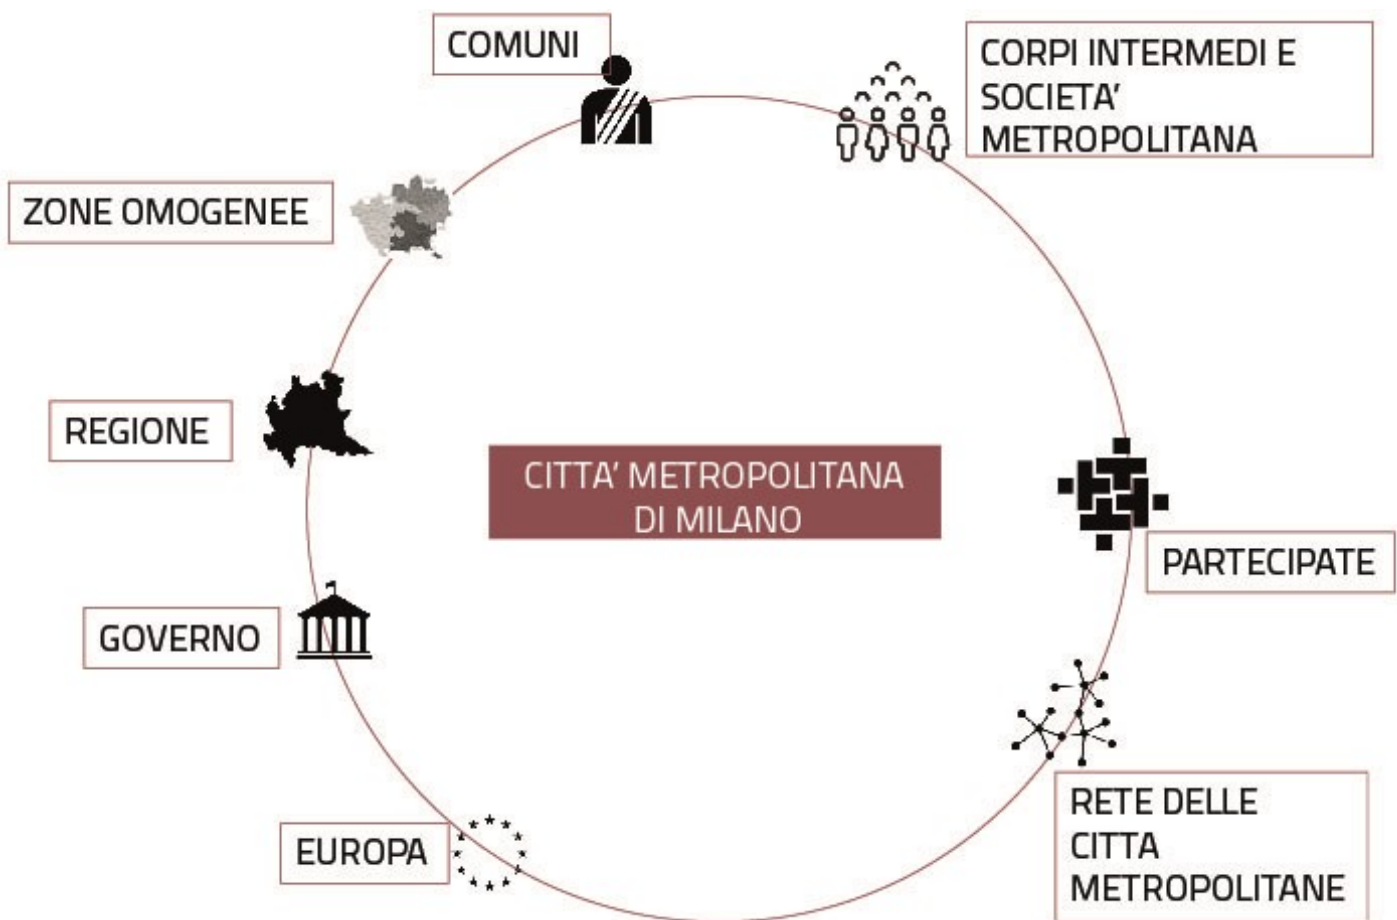 COMUNI
CORPI INTERMEDI E
SOCIETA'
METROPOLITANA
ZONE OMOGENEE
REGIONE
CITTA' METROPOLITANA
DI MILANO
PARTECIPATE
GOVERNO
RETE DELLE
CITTA
METROPOLITANE
EUROPA